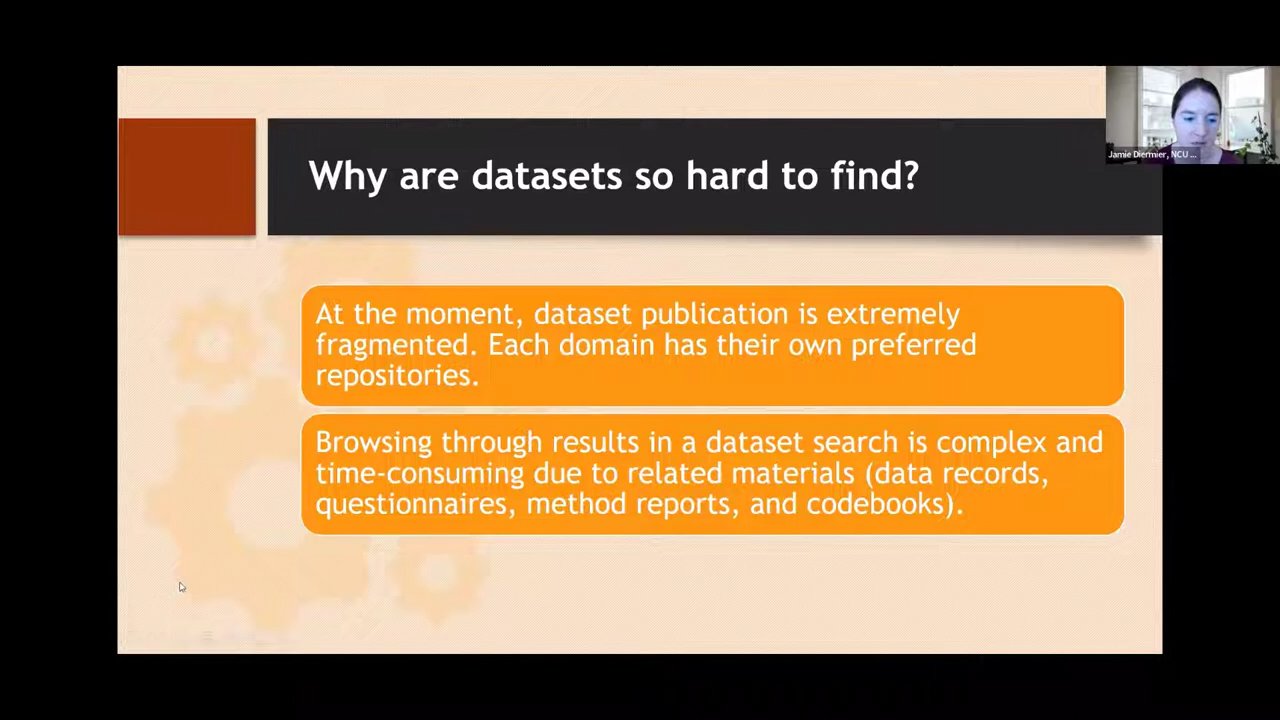 Why are datasets so hard to find?
Jamie Diermier, NCU ...
At the moment, dataset publication is extremely
fragmented. Each domain has their own preferred
repositories.
Browsing through results in a dataset search is complex and
time-consuming due to related materials (data records,
questionnaires, method reports, and codebooks).